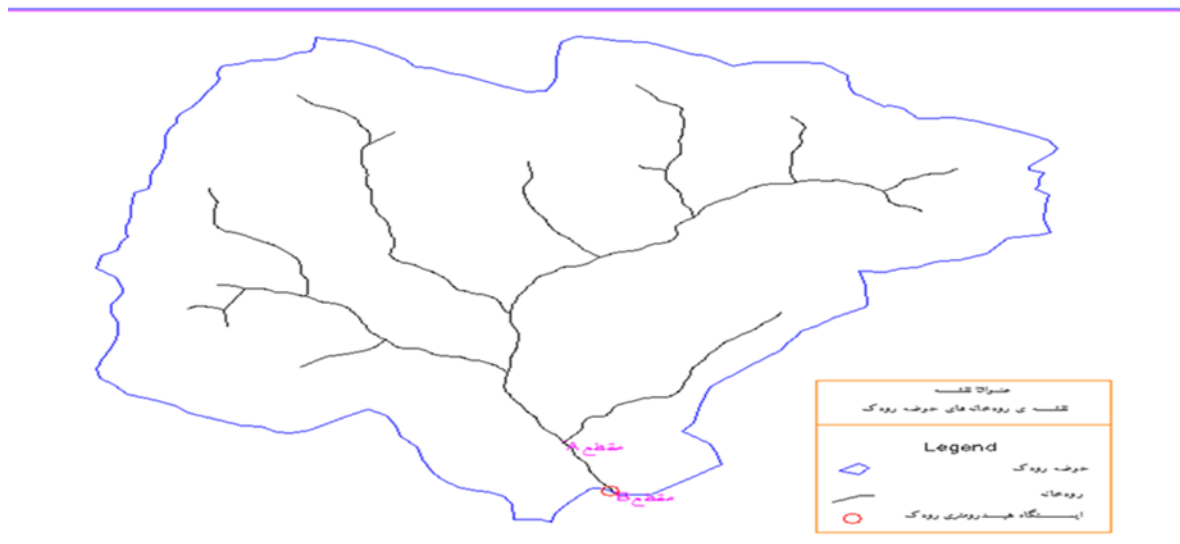 مقطع A
مقطع B
عنوان نقشه
نقشه ی رودخانه های حوضه رودک
Legend
حوضه رودک
رودخانه
ایستگاه هیدرومتری رودک